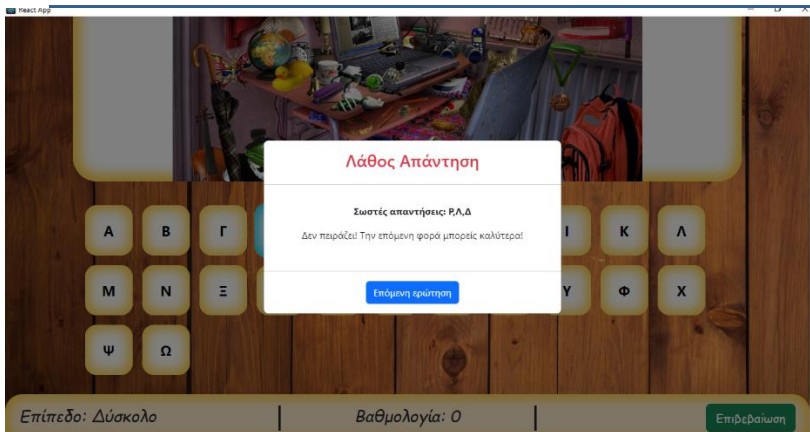 React App
Λάθος Απάντηση
Σωστές απαντήσεις: Ρ,Λ,Δ
Δεν πειράζει! Την επόμενη φορά μπορείς καλύτερα!
Επόμενη ερώτηση
Α Β Γ Ι Κ Λ
Μ Ν Ξ Υ Φ Χ
Ψ Ω
Επίπεδο: Δύσκολο Βαθμολογία: 0 Επιβεβαίωση